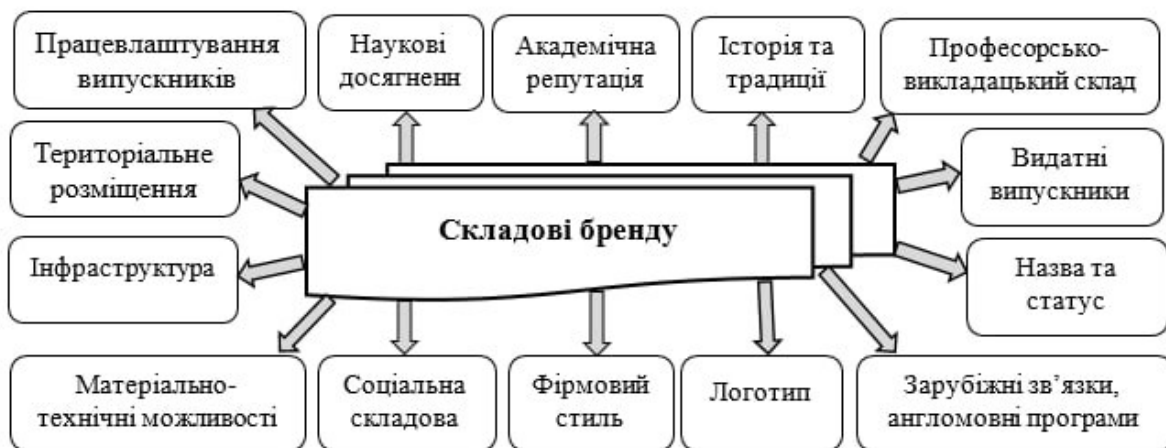 Працевлаштування
випускників
Наукові
досягненн
Академічна
репутація
Історія та
традиції
Професорсько-
викладацький склад
Територіальне
розміщення
Видатні
випускники
Складові бренду
Інфраструктура
Назва та
статус
Матеріально-
технічні можливості
Соціальна
складова
Фірмовий
стиль
Логотип
Зарубіжні зв’язки,
англомовні програми